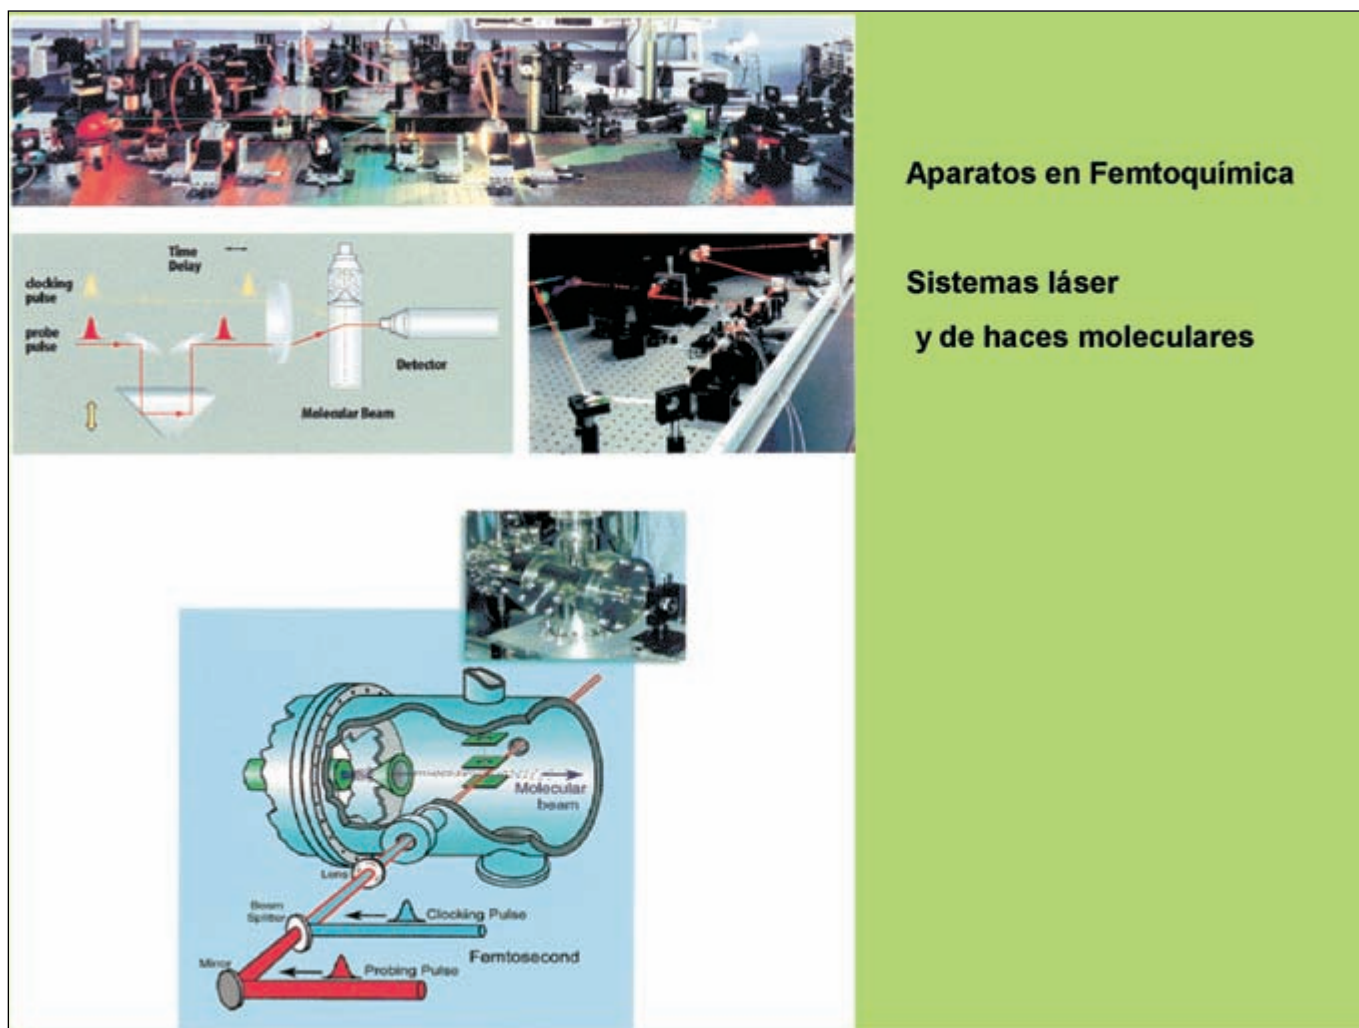 Aparatos en Femtoquímica
Sistemas láser
y de haces moleculares
Time
Delay
clocking
pulse
probe
pulse
Detector
Molecular Beam
Molecular
beam
Lens
Beam
Splitter
Clocking Pulse
Femtosecond
Mirror
Probing Pulse